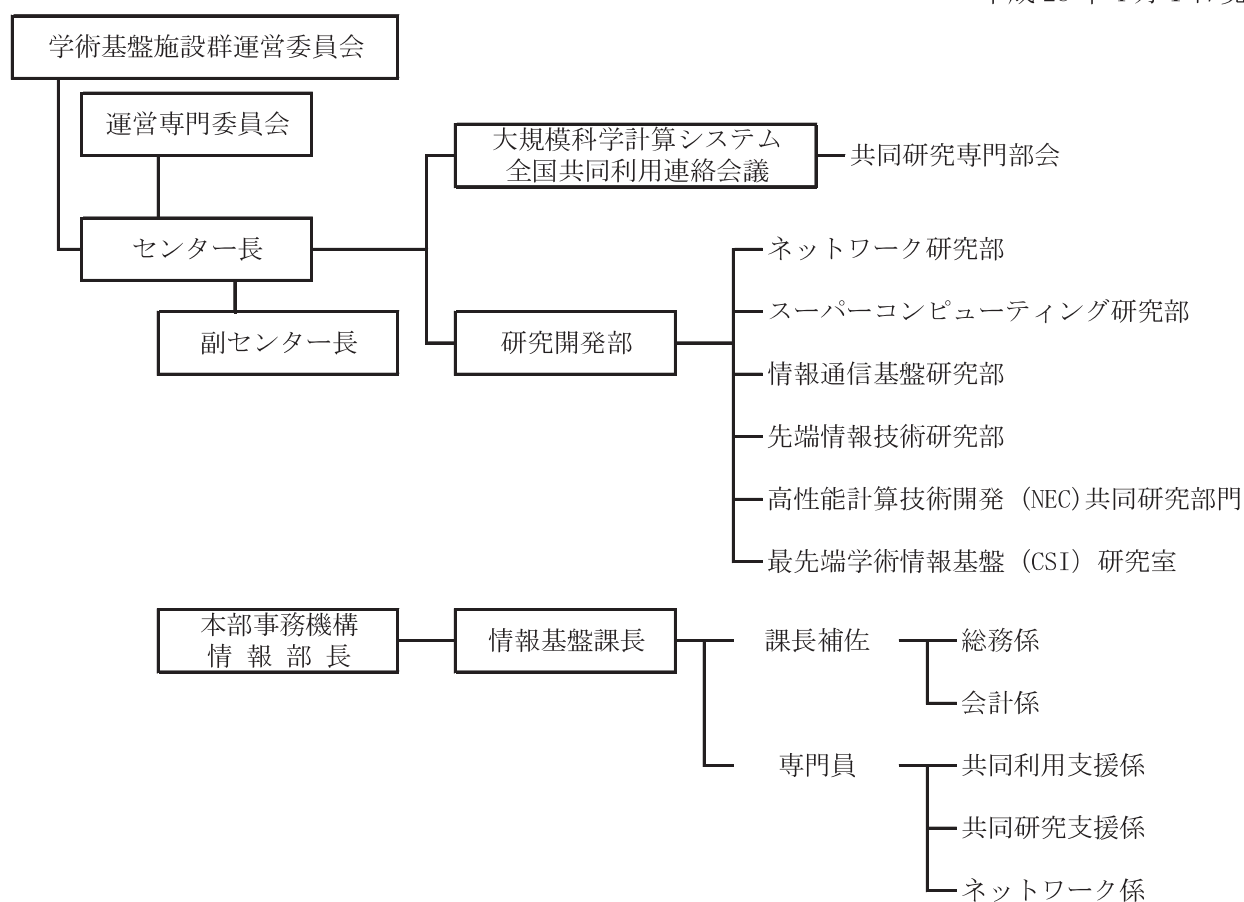 学術基盤施設群運営委員会
運営専門委員会
大規模科学計算システム
全国共同利用連絡会議
共同研究専門部会
センター長
ネットワーク研究部
スーパーコンピューティング研究部
副センター長
研究開発部
情報通信基盤研究部
先端情報技術研究部
高性能計算技術開発 (NEC)共同研究部門
最先端学術情報基盤 (CSI) 研究室
本部事務機構
情 報 部 長
情報基盤課長
課長補佐
総務係
会計係
専門員
共同利用支援係
共同研究支援係
ネットワーク係